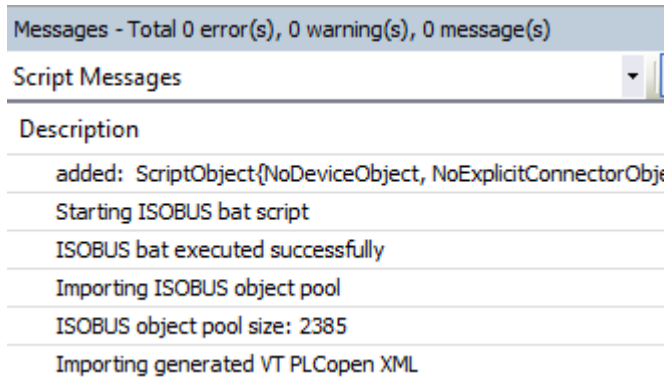 Messages - Total 0 error(s), 0 warning(s), 0 message(s)
Script Messages
Description
added: ScriptObject{NoDeviceObject, NoExplicitConnectorObje
Starting ISOBUS bat script
ISOBUS bat executed successfully
Importing ISOBUS object pool
ISOBUS object pool size: 2385
Importing generated VT PLCopen XML